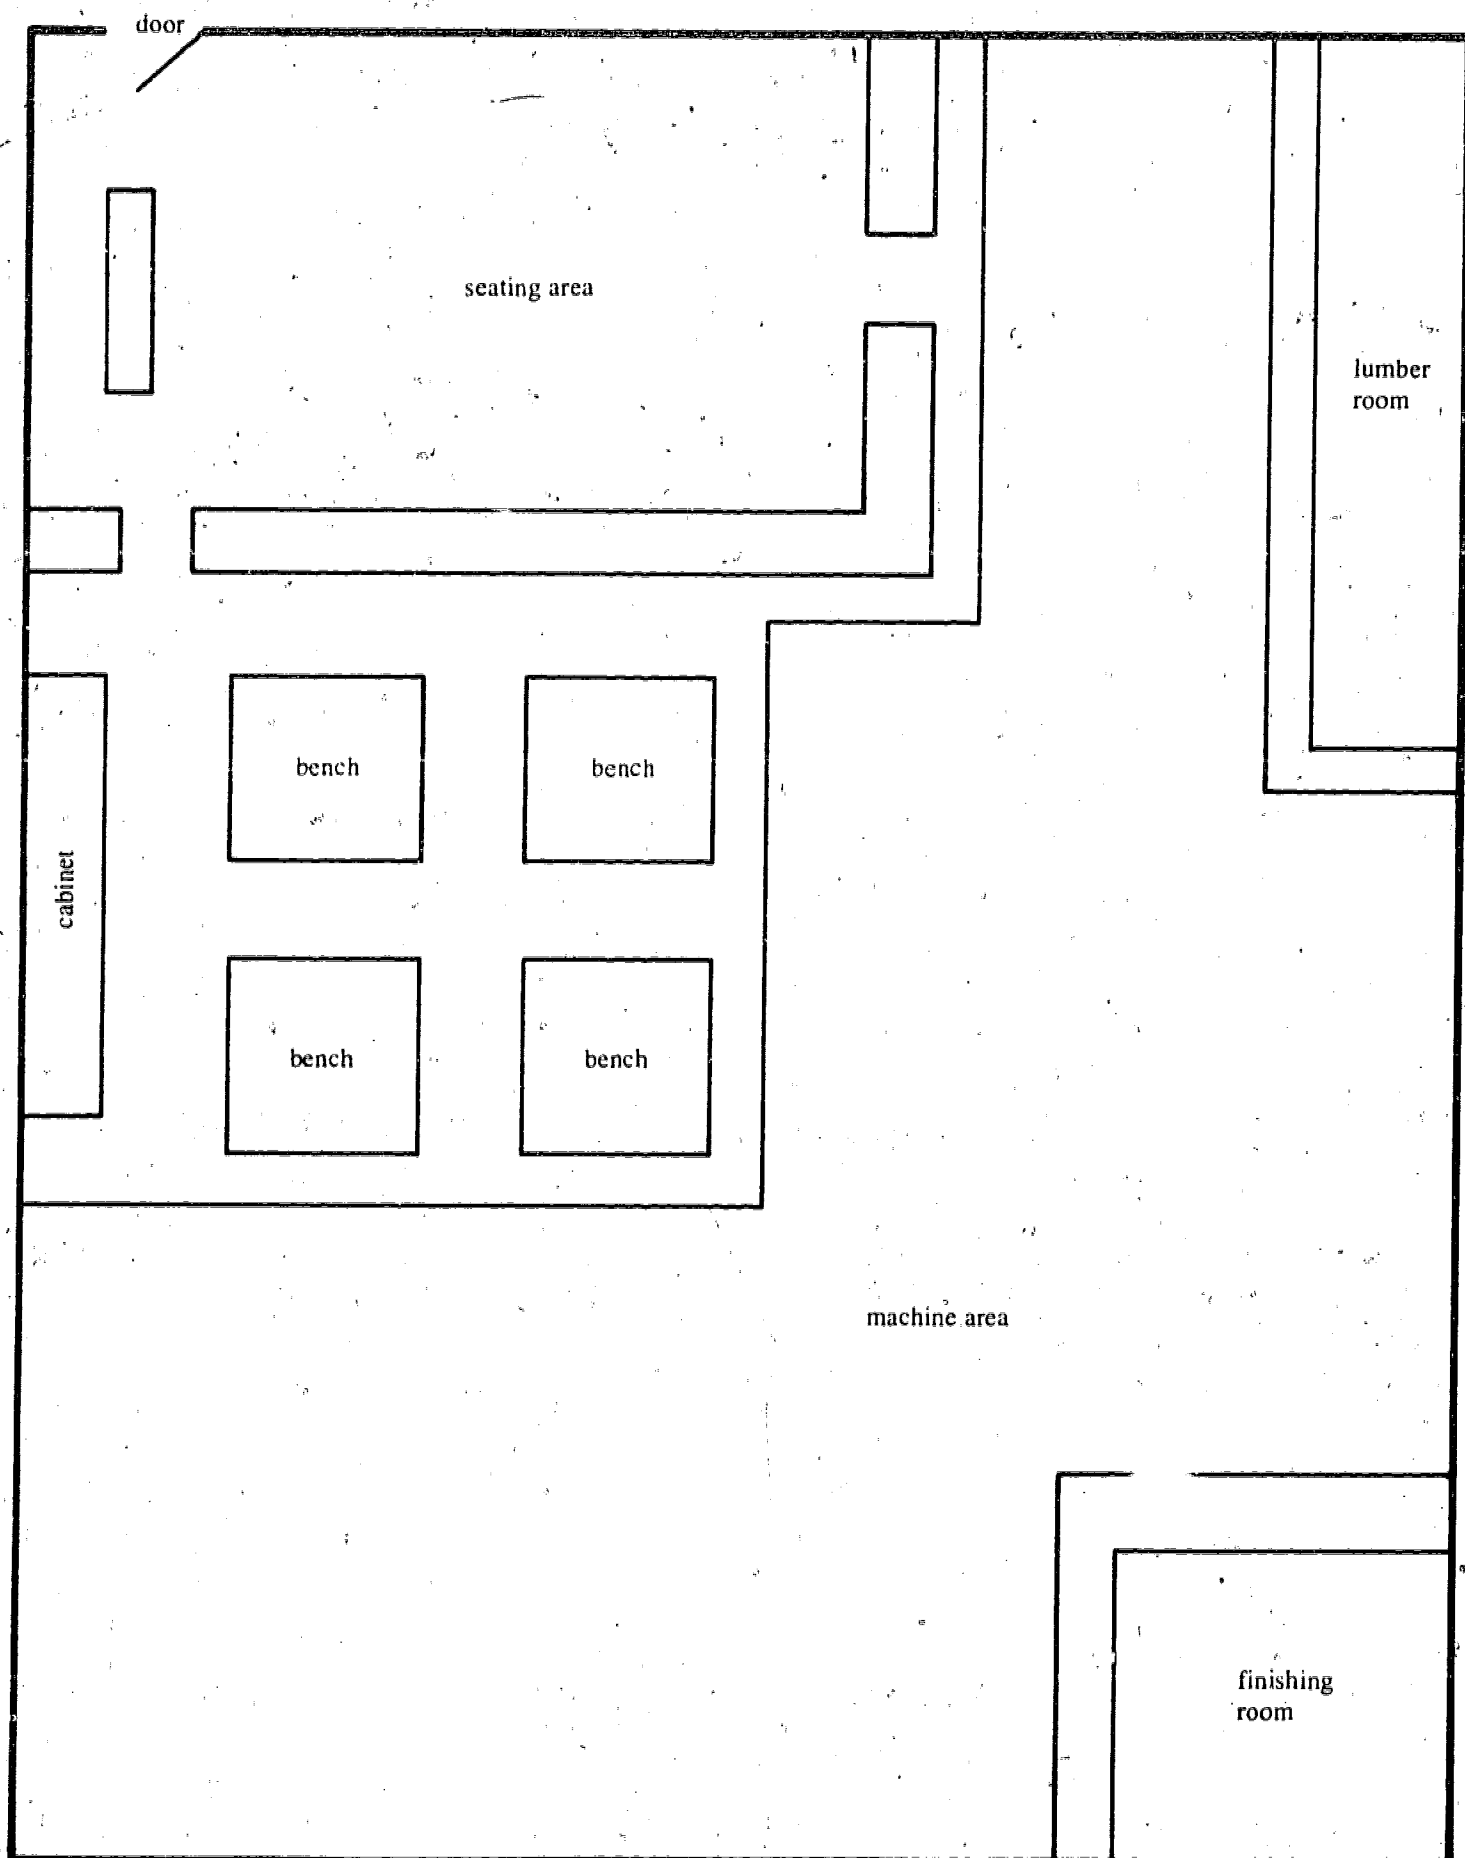 door
seating area
lumber
room
bench
bench
cabinet
bench
bench
machine area
finishing
room